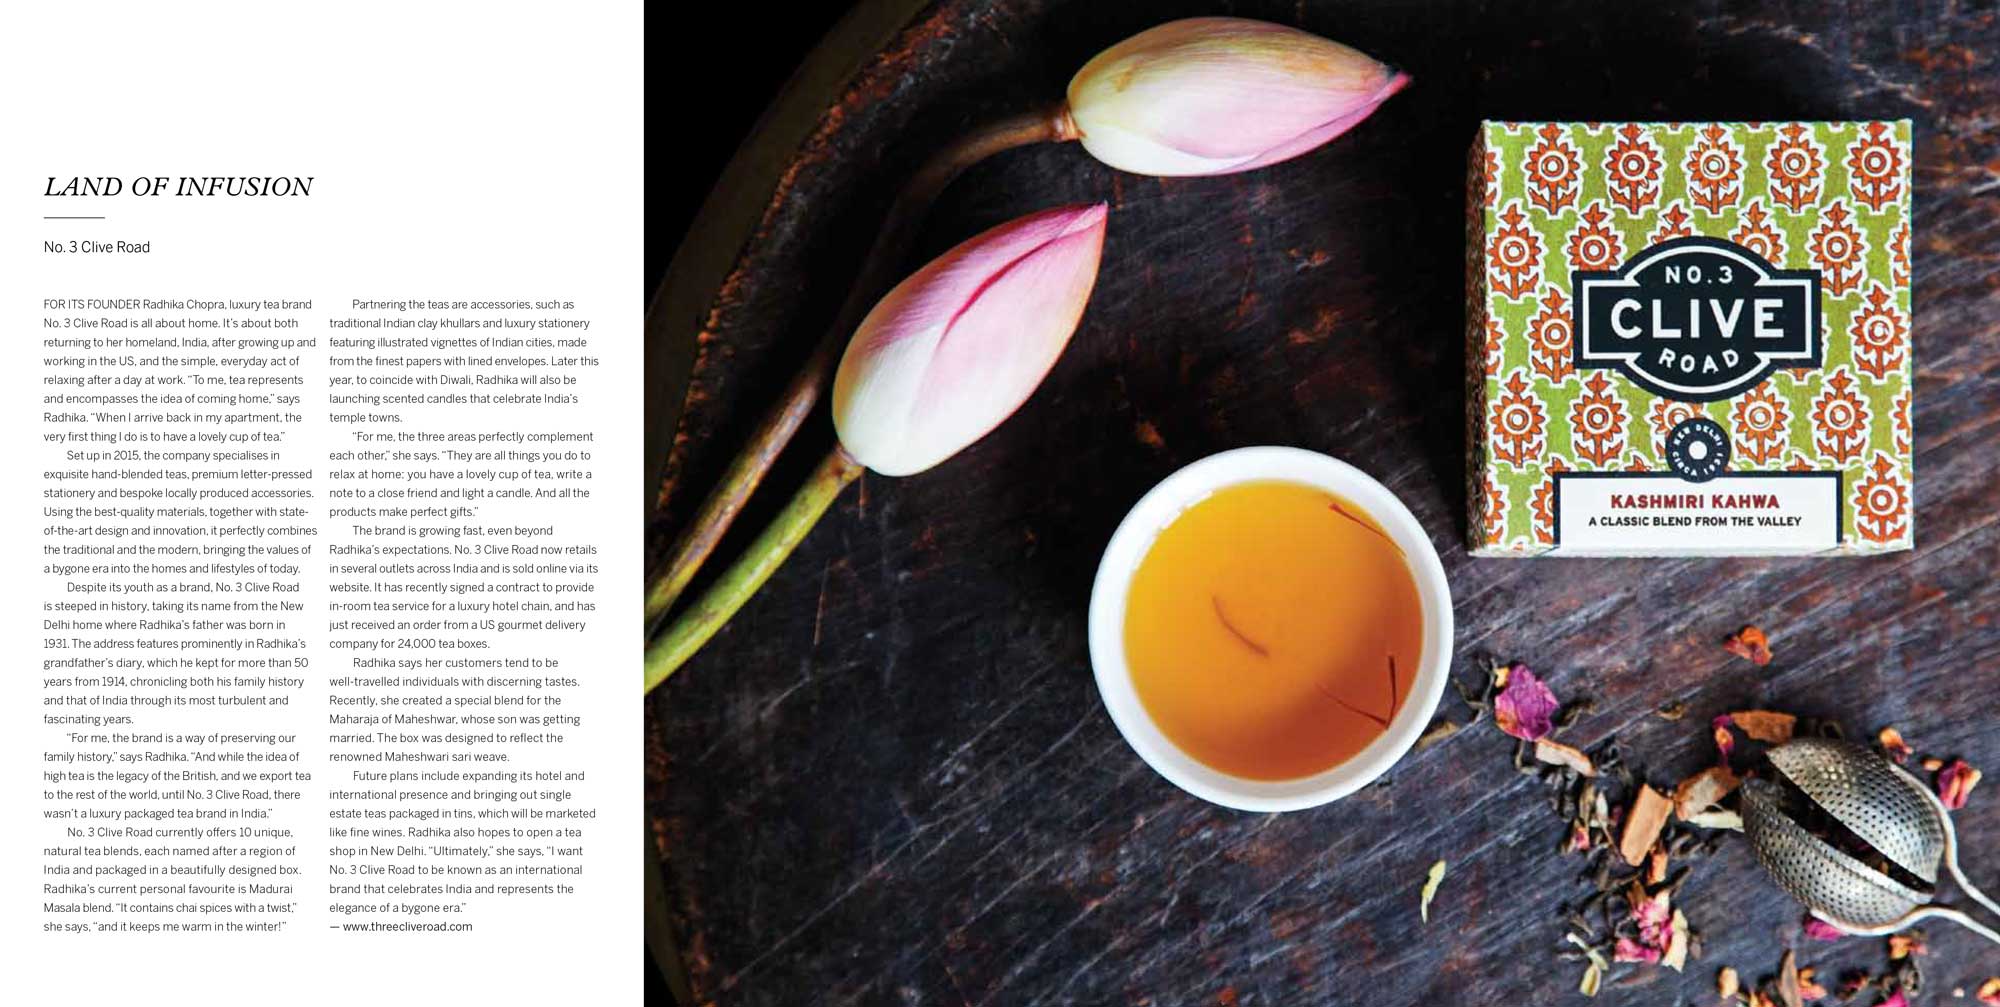 LAND OF INFUSION
No. 3 Clive Road
FOR ITS FOUNDER Radhika Chopra, luxury tea brand
No. 3 Clive Road is all about home. It’s about both
returning to her homeland, India, after growing up and
working in the US, and the simple, everyday act of
relaxing after a day at work. “To me, tea represents
and encompasses the idea of coming home,” says
Radhika. “When I arrive back in my apartment, the
very first thing I do is to have a lovely cup of tea.”
Set up in 2015, the company specialises in
exquisite hand-blended teas, premium letter-pressed
stationery and bespoke locally produced accessories.
Using the best-quality materials, together with state-
of-the-art design and innovation, it perfectly combines
the traditional and the modern, bringing the values of
a bygone era into the homes and lifestyles of today.
Despite its youth as a brand, No. 3 Clive Road
is steeped in history, taking its name from the New
Delhi home where Radhika’s father was born in
1931. The address features prominently in Radhika’s
grandfather’s diary, which he kept for more than 50
years from 1914, chronicling both his family history
and that of India through its most turbulent and
fascinating years.
“For me, the brand is a way of preserving our
family history,” says Radhika. “And while the idea of
high tea is the legacy of the British, and we export tea
to the rest of the world, until No. 3 Clive Road, there
wasn’t a luxury packaged tea brand in India.”
No. 3 Clive Road currently offers 10 unique,
natural tea blends, each named after a region of
India and packaged in a beautifully designed box.
Radhika’s current personal favourite is Madurai
Masala blend. “It contains chai spices with a twist,”
she says, “and it keeps me warm in the winter!”
Partnering the teas are accessories, such as
traditional Indian clay khullars and luxury stationery
featuring illustrated vignettes of Indian cities, made
from the finest papers with lined envelopes. Later this
year, to coincide with Diwali, Radhika will also be
launching scented candles that celebrate India’s
temple towns.
“For me, the three areas perfectly complement
each other,” she says. “They are all things you do to
relax at home: you have a lovely cup of tea, write a
note to a close friend and light a candle. And all the
products make perfect gifts.”
The brand is growing fast, even beyond
Radhika’s expectations. No. 3 Clive Road now retails
in several outlets across India and is sold online via its
website. It has recently signed a contract to provide
in-room tea service for a luxury hotel chain, and has
just received an order from a US gourmet delivery
company for 24,000 tea boxes.
Radhika says her customers tend to be
well-travelled individuals with discerning tastes.
Recently, she created a special blend for the
Maharaja of Maheshwar, whose son was getting
married. The box was designed to reflect the
renowned Maheshwari sari weave.
Future plans include expanding its hotel and
international presence and bringing out single
estate teas packaged in tins, which will be marketed
like fine wines. Radhika also hopes to open a tea
shop in New Delhi. “Ultimately,” she says, “I want
No. 3 Clive Road to be known as an international
brand that celebrates India and represents the
elegance of a bygone era.”
— www.threecliveroad.com
NO. 3
CLIVE
ROAD
NEW DELHI
CIRCA 1931
KASHMIRI KAHWA
A CLASSIC BLEND FROM THE VALLEY